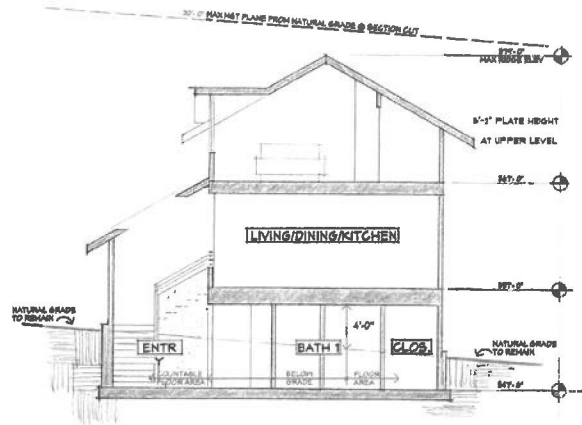 30'-0" MAX HGT PLANE FROM NATURAL GRADE @ SECTION CUT
MAX RIDGE ELEV
PLATE HEIGHT
AT UPPER LEVEL
LIVING/DINING/KITCHEN
NATURAL GRADE
TO REMAIN
4'-0"
ENTR
BATH 1
CLOS.
NATURAL GRADE
TO REMAIN
COUNTABLE
FLOOR AREA
BELOW
GRADE
FLOOR
AREA